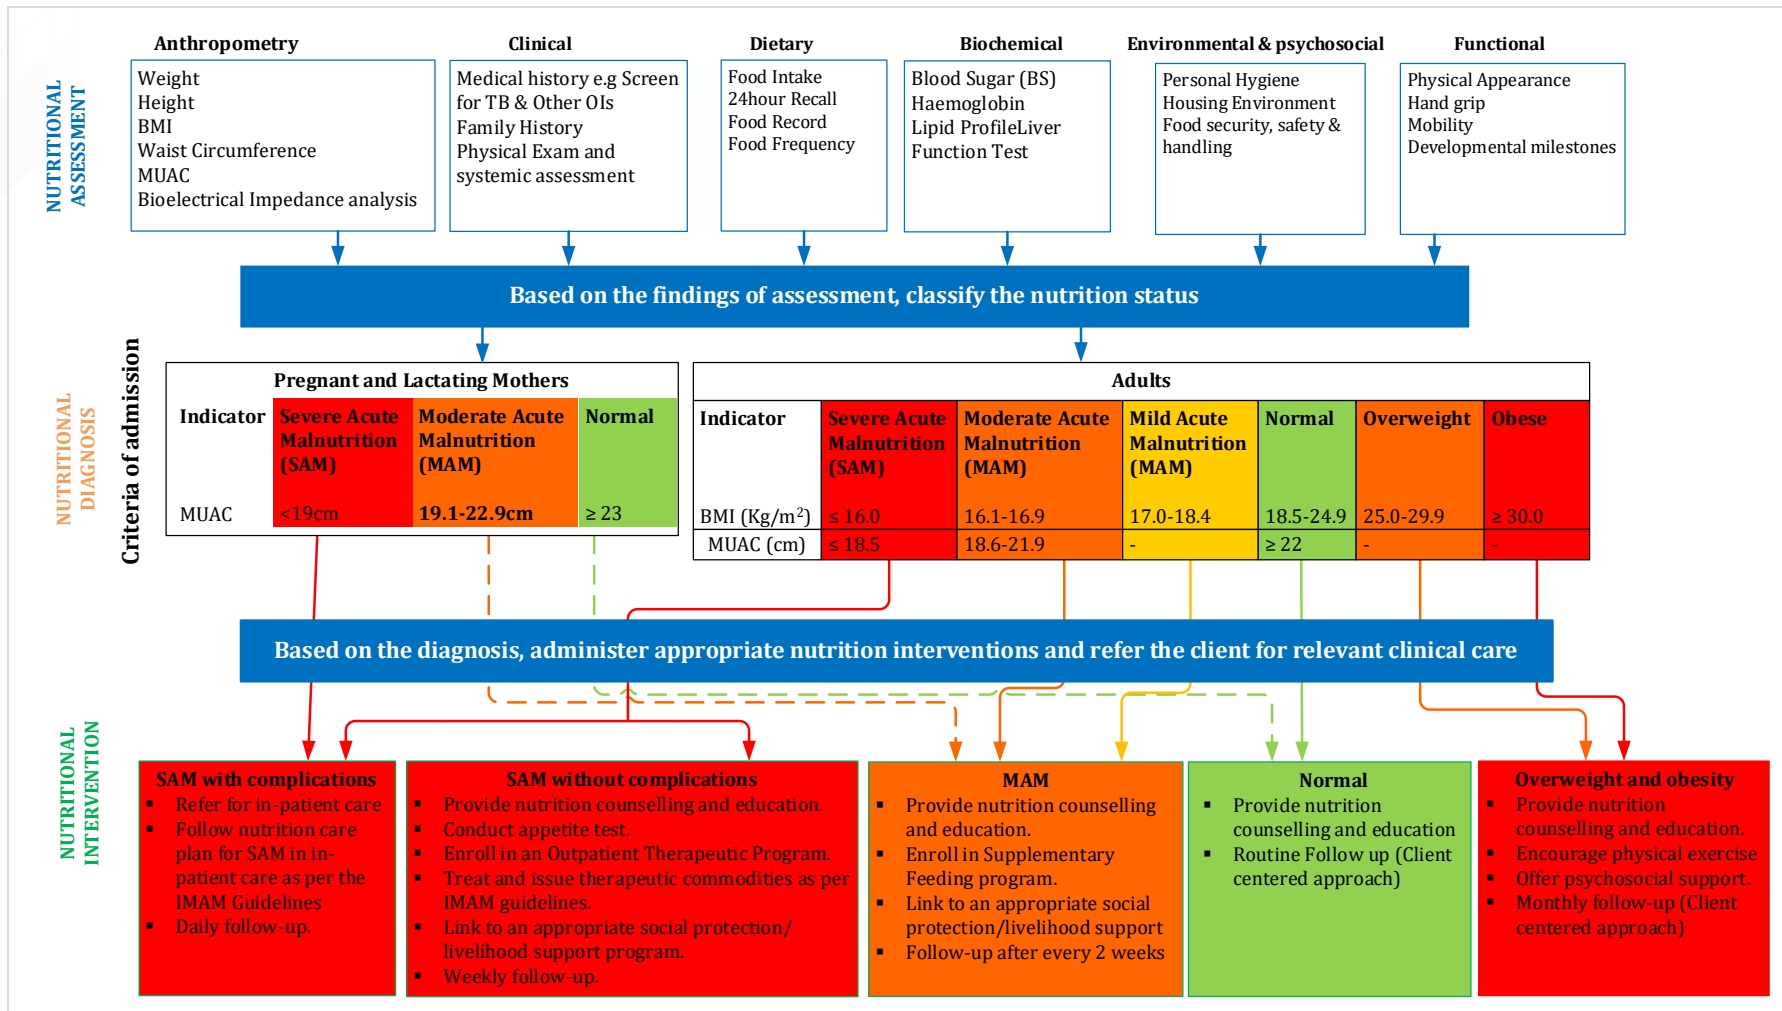 NUTRITIONAL
ASSESSMENT
Anthropometry
Weight
Height
BMI
Waist Circumference
MUAC
Bioelectrical Impedance analysis
Clinical
Medical history e.g Screen
for TB & Other OIs
Family History
Physical Exam and
systemic assessment
Dietary
Food Intake
24hour Recall
Food Record
Food Frequency
Biochemical
Blood Sugar (BS)
Haemoglobin
Lipid ProfileLiver
Function Test
Environmental & psychosocial
Personal Hygiene
Housing Environment
Food security, safety &
handling
Functional
Physical Appearance
Hand grip
Mobility
Developmental milestones
Based on the findings of assessment, classify the nutrition status
NUTRITIONAL
DIAGNOSIS
Criteria of admission
Pregnant and Lactating Mothers
Indicator
Severe Acute
Malnutrition
(SAM)
Moderate Acute
Malnutrition
(MAM)
Normal
MUAC
<19cm
19.1-22.9cm
≥ 23
Adults
Indicator
Severe Acute
Malnutrition
(SAM)
Moderate Acute
Malnutrition
(MAM)
Mild Acute
Malnutrition
(MAM)
Normal
Overweight
Obese
BMI (Kg/m²)
≤ 16.0
16.1-16.9
17.0-18.4
18.5-24.9
25.0-29.9
≥ 30.0
MUAC (cm)
≤ 18.5
18.6-21.9
-
≥ 22
-
-
Based on the diagnosis, administer appropriate nutrition interventions and refer the client for relevant clinical care
NUTRITIONAL
INTERVENTION
SAM with complications
▪ Refer for in-patient care
▪ Follow nutrition care
plan for SAM in in-
patient care as per the
IMAM Guidelines
▪ Daily follow-up.
SAM without complications
▪ Provide nutrition counselling and education.
▪ Conduct appetite test.
▪ Enroll in an Outpatient Therapeutic Program.
▪ Treat and issue therapeutic commodities as per
IMAM guidelines.
▪ Link to an appropriate social protection/
livelihood support program.
▪ Weekly follow-up.
MAM
▪ Provide nutrition counselling
and education.
▪ Enroll in Supplementary
Feeding program.
▪ Link to an appropriate social
protection/livelihood support
▪ Follow-up after every 2 weeks
Normal
▪ Provide nutrition
counselling and education
▪ Routine Follow up (Client
centered approach)
Overweight and obesity
▪ Provide nutrition
counselling and education.
▪ Encourage physical exercise
▪ Offer psychosocial support.
▪ Monthly follow-up (Client
centered approach)